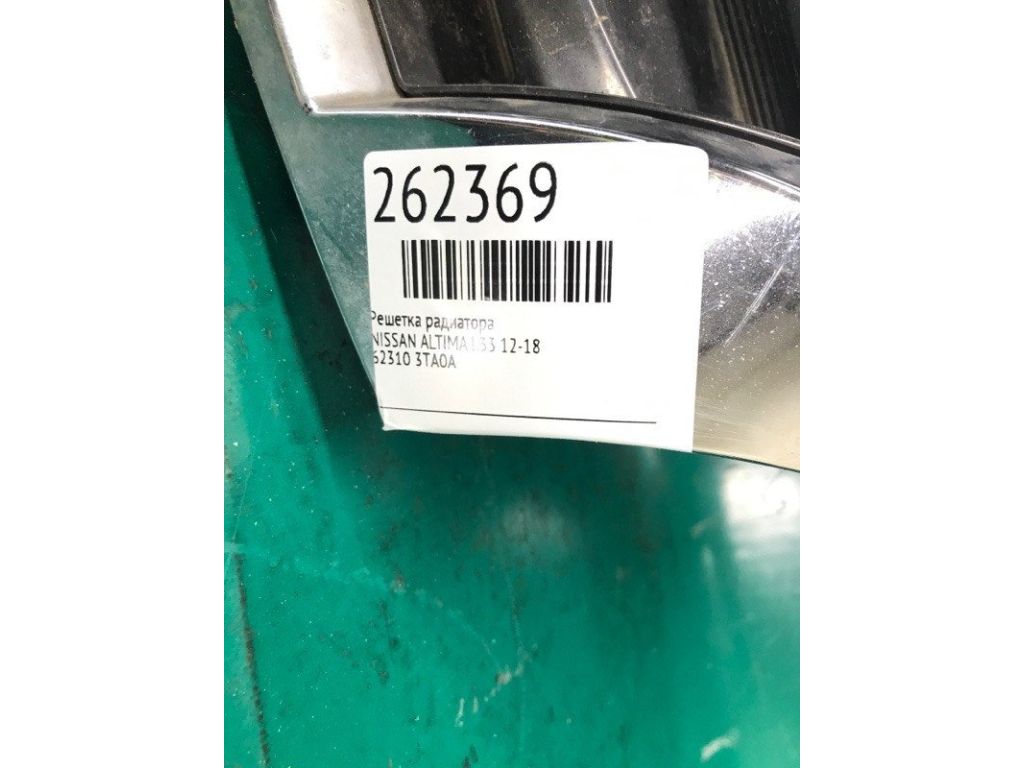 262369
Решетка радиатора
NISSAN ALTIMA L33 12-18
62310 3TA0A